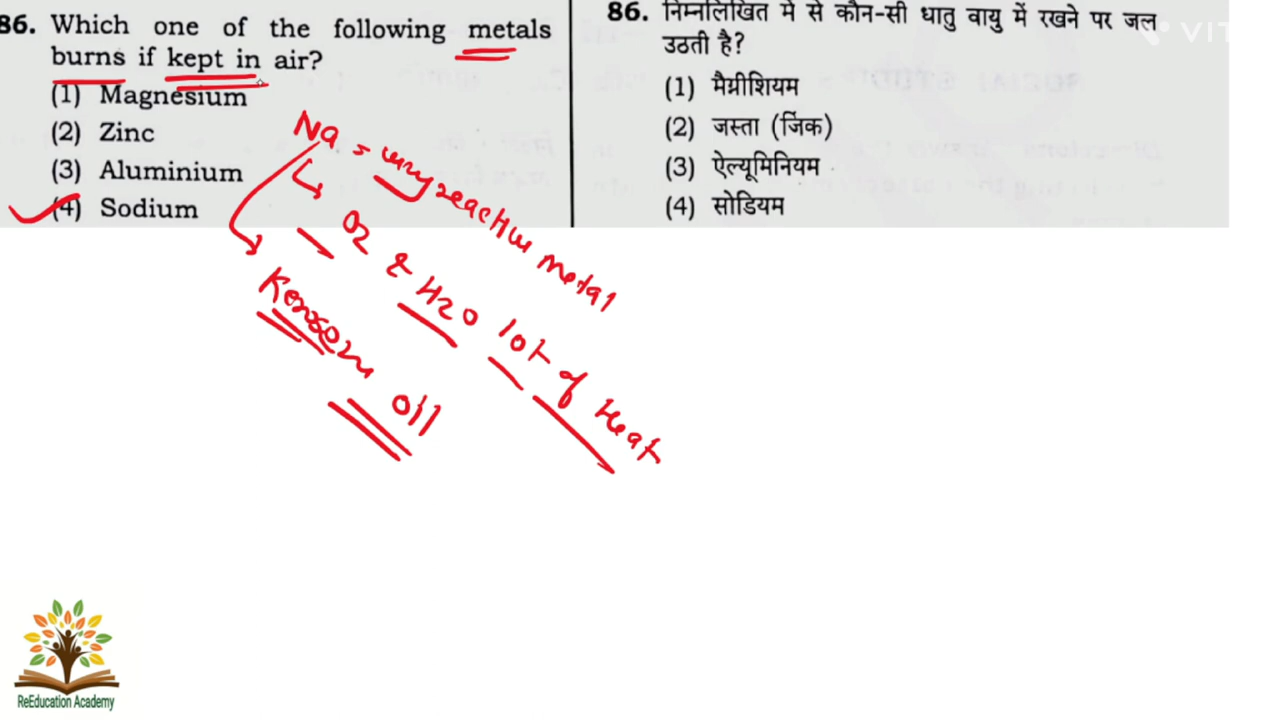 86. Which one of the following metals
burns if kept in air?
(1) Magnesium
(2) Zinc
(3) Aluminium
(4) Sodium
86. निम्नलिखित में से कौन-सी धातु वायु में रखने पर जल
उठती है?
(1) मैग्नीशियम
(2) जस्ता (जिंक)
(3) ऐल्यूमिनियम
(4) सोडियम
VIT
Na = very reactive metal
O2 & H2O lot of Heat
oil
ReEducation Academy